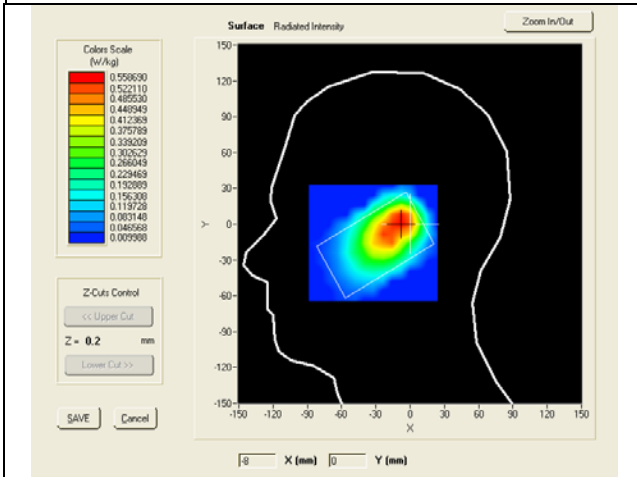 Surface Radiated Intensity
Zoom In/Out
Colors Scale
(W/kg)
0.558690
0.522110
0.485530
0.448949
0.412369
0.375789
0.339209
0.302629
0.266049
0.229469
0.192889
0.156308
0.119728
0.083148
0.046568
0.009988
150
120
90
60
30
0
-30
-60
-90
-120
-150
Y
-150 -120 -90 -60 -30 0 30 60 90 120 150
X
Z-Cuts Control
<< Upper Cut
Z = 0.2 mm
Lower Cut >>
SAVE Cancel
-8 X (mm) 0 Y (mm)